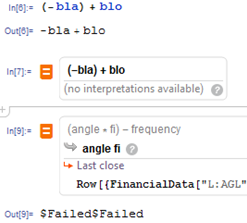 In[6]:= (-bla) + blo
Out[6]= -bla + blo
In[7]:= (-bla) + blo
(no interpretations available) ?
In[9]:= (angle * fi) - frequency
angle fi ?
Last close
Row[{FinancialData["L:AGL"
Out[9]= $Failed$Failed